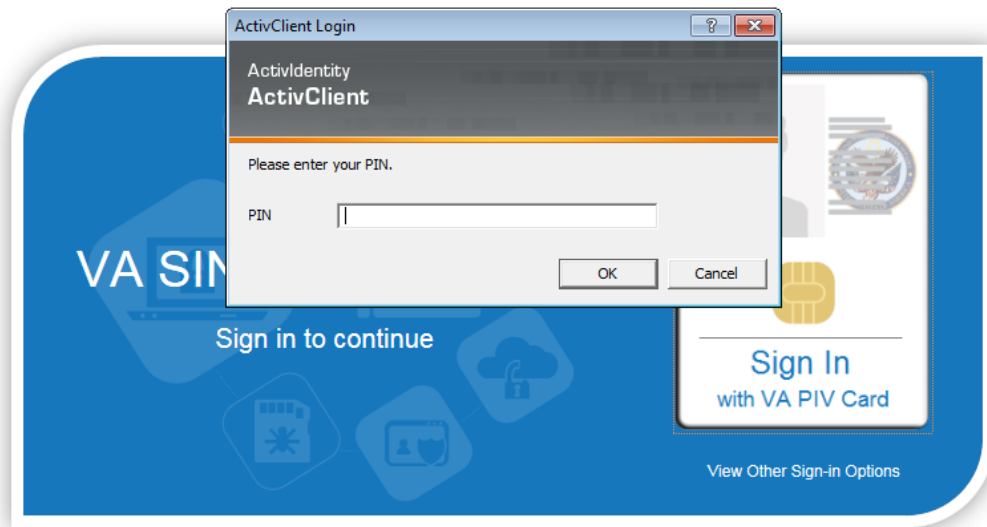 ActivClient Login
ActivIdentity
ActivClient
Please enter your PIN.
PIN
OK
Cancel
VA SIN
Sign in to continue
Sign In
with VA PIV Card
View Other Sign-in Options